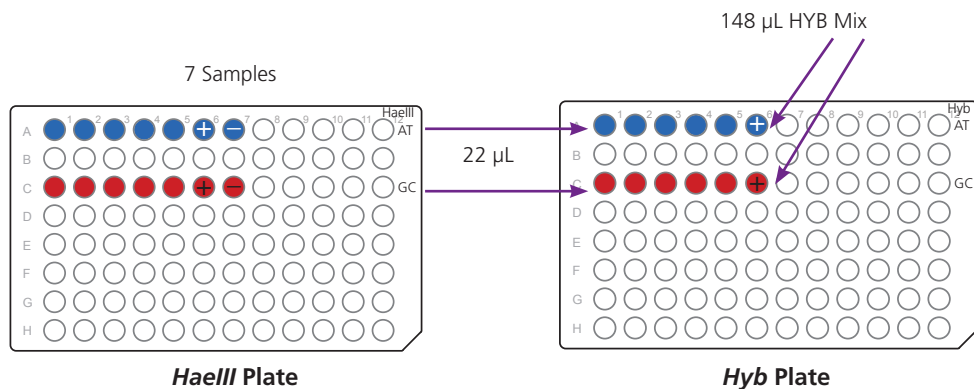 148 µL HYB Mix
7 Samples
1 2 3 4 5 6 7 8 9 10 11 12
HaeIII
A + − AT
B
C + − GC
D
E
F
G
H
HaeIII Plate
22 µL
1 2 3 4 5 6 7 8 9 10 11
Hyb
+ AT
B
C + GC
D
E
F
G
H
Hyb Plate